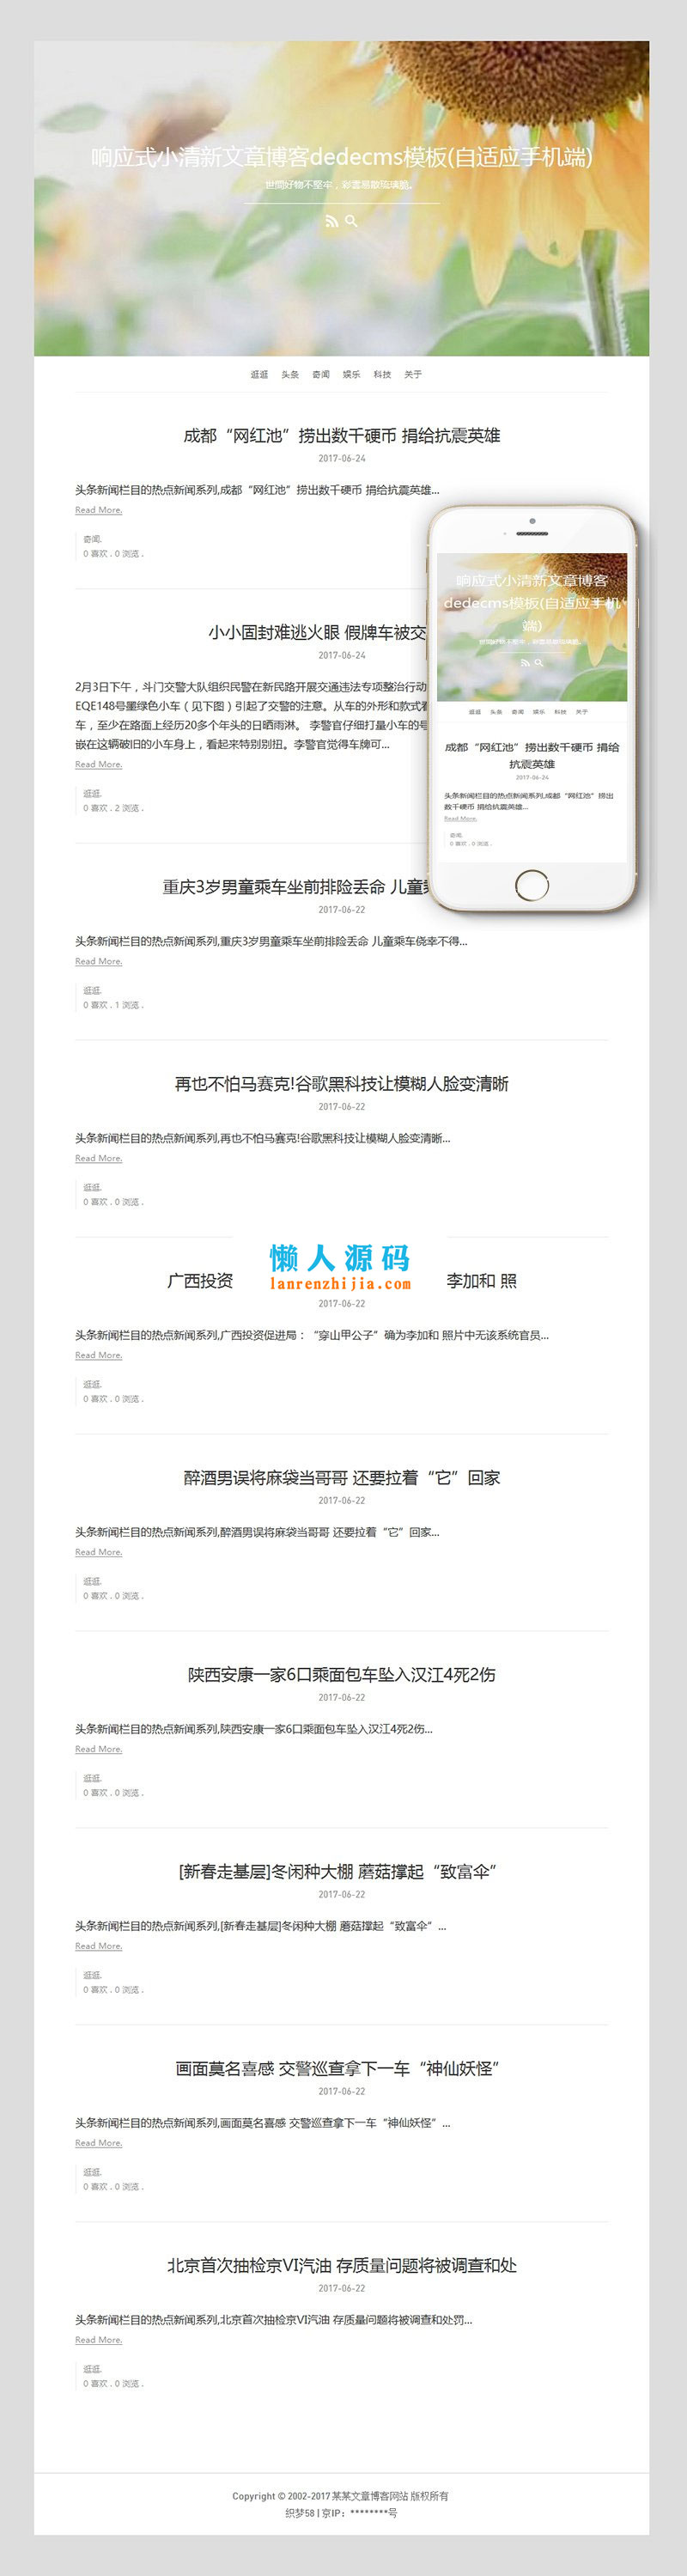 响应式小清新文章博客dedecms模板(自适应手机端)
世间好物不坚牢，彩云易散琉璃脆。
逛逛 头条 奇闻 娱乐 科技 关于
成都“网红池”捞出数千硬币 捐给抗震英雄
2017-06-24
头条新闻栏目的热点新闻系列,成都“网红池”捞出数千硬币 捐给抗震英雄...
Read More.
奇闻.
0 喜欢 . 0 浏览 .
小小固封难逃火眼 假牌车被交
2017-06-24
2月3日下午，斗门交警大队组织民警在新民路开展交通违法专项整治行动
EQE148号墨绿色小车（见下图）引起了交警的注意。从车的外形和款式看
车，至少在路面上经历20多个年头的日晒雨淋。 李警官仔细打量小车的号
嵌在这辆破旧的小车身上，看起来特别别扭。李警官觉得车牌可...
Read More.
逛逛.
0 喜欢 . 2 浏览 .
响应式小清新文章博客
dedecms模板(自适应手机
端)
世间好物不坚牢，彩云易散琉璃脆。
逛逛 头条 奇闻 娱乐 科技 关于
成都“网红池”捞出数千硬币 捐给
抗震英雄
2017-06-24
头条新闻栏目的热点新闻系列,成都“网红池”捞出
数千硬币 捐给抗震英雄...
Read More.
奇闻.
0 喜欢 . 0 浏览 .
重庆3岁男童乘车坐前排险丢命 儿童
2017-06-22
头条新闻栏目的热点新闻系列,重庆3岁男童乘车坐前排险丢命 儿童乘车侥幸不得...
Read More.
逛逛.
0 喜欢 . 1 浏览 .
再也不怕马赛克!谷歌黑科技让模糊人脸变清晰
2017-06-22
头条新闻栏目的热点新闻系列,再也不怕马赛克!谷歌黑科技让模糊人脸变清晰...
Read More.
逛逛.
0 喜欢 . 0 浏览 .
懒人源码
lanrenzhijia.com
广西投资 李加和 照
2017-06-22
头条新闻栏目的热点新闻系列,广西投资促进局：“穿山甲公子”确为李加和 照片中无该系统官员...
Read More.
逛逛.
0 喜欢 . 0 浏览 .
醉酒男误将麻袋当哥哥 还要拉着“它”回家
2017-06-22
头条新闻栏目的热点新闻系列,醉酒男误将麻袋当哥哥 还要拉着“它”回家...
Read More.
逛逛.
0 喜欢 . 0 浏览 .
陕西安康一家6口乘面包车坠入汉江4死2伤
2017-06-22
头条新闻栏目的热点新闻系列,陕西安康一家6口乘面包车坠入汉江4死2伤...
Read More.
逛逛.
0 喜欢 . 0 浏览 .
[新春走基层]冬闲种大棚 蘑菇撑起“致富伞”
2017-06-22
头条新闻栏目的热点新闻系列,[新春走基层]冬闲种大棚 蘑菇撑起“致富伞”...
Read More.
逛逛.
0 喜欢 . 0 浏览 .
画面莫名喜感 交警巡查拿下一车“神仙妖怪”
2017-06-22
头条新闻栏目的热点新闻系列,画面莫名喜感 交警巡查拿下一车“神仙妖怪”...
Read More.
逛逛.
0 喜欢 . 0 浏览 .
北京首次抽检京VI汽油 存质量问题将被调查和处
2017-06-22
头条新闻栏目的热点新闻系列,北京首次抽检京VI汽油 存质量问题将被调查和处罚...
Read More.
逛逛.
0 喜欢 . 0 浏览 .
Copyright © 2002-2017 某某文章博客网站 版权所有
织梦58 | 京IP：********号